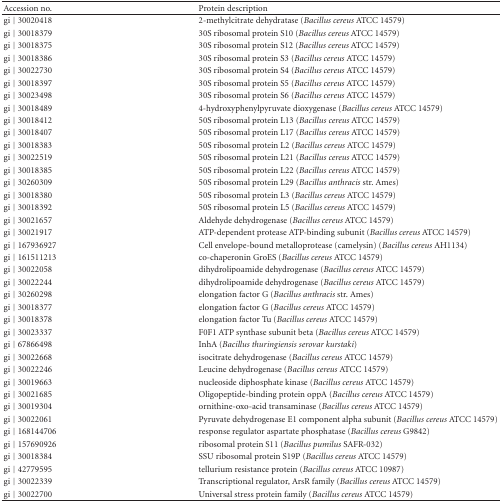 Accession no. Protein description
gi | 30020418 2-methylcitrate dehydratase (Bacillus cereus ATCC 14579)
gi | 30018379 30S ribosomal protein S10 (Bacillus cereus ATCC 14579)
gi | 30018375 30S ribosomal protein S12 (Bacillus cereus ATCC 14579)
gi | 30018386 30S ribosomal protein S3 (Bacillus cereus ATCC 14579)
gi | 30022730 30S ribosomal protein S4 (Bacillus cereus ATCC 14579)
gi | 30018397 30S ribosomal protein S5 (Bacillus cereus ATCC 14579)
gi | 30023498 30S ribosomal protein S6 (Bacillus cereus ATCC 14579)
gi | 30018489 4-hydroxyphenylpyruvate dioxygenase (Bacillus cereus ATCC 14579)
gi | 30018412 50S ribosomal protein L13 (Bacillus cereus ATCC 14579)
gi | 30018407 50S ribosomal protein L17 (Bacillus cereus ATCC 14579)
gi | 30018383 50S ribosomal protein L2 (Bacillus cereus ATCC 14579)
gi | 30022519 50S ribosomal protein L21 (Bacillus cereus ATCC 14579)
gi | 30018385 50S ribosomal protein L22 (Bacillus cereus ATCC 14579)
gi | 30260309 50S ribosomal protein L29 (Bacillus anthracis str. Ames)
gi | 30018380 50S ribosomal protein L3 (Bacillus cereus ATCC 14579)
gi | 30018392 50S ribosomal protein L5 (Bacillus cereus ATCC 14579)
gi | 30021657 Aldehyde dehydrogenase (Bacillus cereus ATCC 14579)
gi | 30021917 ATP-dependent protease ATP-binding subunit (Bacillus cereus ATCC 14579)
gi | 167936927 Cell envelope-bound metalloprotease (camelysin) (Bacillus cereus AH1134)
gi | 161511213 co-chaperonin GroES (Bacillus cereus ATCC 14579)
gi | 30022058 dihydrolipoamide dehydrogenase (Bacillus cereus ATCC 14579)
gi | 30022244 dihydrolipoamide dehydrogenase (Bacillus cereus ATCC 14579)
gi | 30260298 elongation factor G (Bacillus anthracis str. Ames)
gi | 30018377 elongation factor G (Bacillus cereus ATCC 14579)
gi | 30018378 elongation factor Tu (Bacillus cereus ATCC 14579)
gi | 30023337 F0F1 ATP synthase subunit beta (Bacillus cereus ATCC 14579)
gi | 67866498 InhA (Bacillus thuringiensis serovar kurstaki)
gi | 30022668 isocitrate dehydrogenase (Bacillus cereus ATCC 14579)
gi | 30022246 Leucine dehydrogenase (Bacillus cereus ATCC 14579)
gi | 30019663 nucleoside diphosphate kinase (Bacillus cereus ATCC 14579)
gi | 30021685 Oligopeptide-binding protein oppA (Bacillus cereus ATCC 14579)
gi | 30019304 ornithine-oxo-acid transaminase (Bacillus cereus ATCC 14579)
gi | 30022061 Pyruvate dehydrogenase E1 component alpha subunit (Bacillus cereus ATCC 14579)
gi | 168144706 response regulator aspartate phosphatase (Bacillus cereus G9842)
gi | 157690926 ribosomal protein S11 (Bacillus pumilus SAFR-032)
gi | 30018384 SSU ribosomal protein S19P (Bacillus cereus ATCC 14579)
gi | 42779595 tellurium resistance protein (Bacillus cereus ATCC 10987)
gi | 30022339 Transcriptional regulator, ArsR family (Bacillus cereus ATCC 14579)
gi | 30022700 Universal stress protein family (Bacillus cereus ATCC 14579)